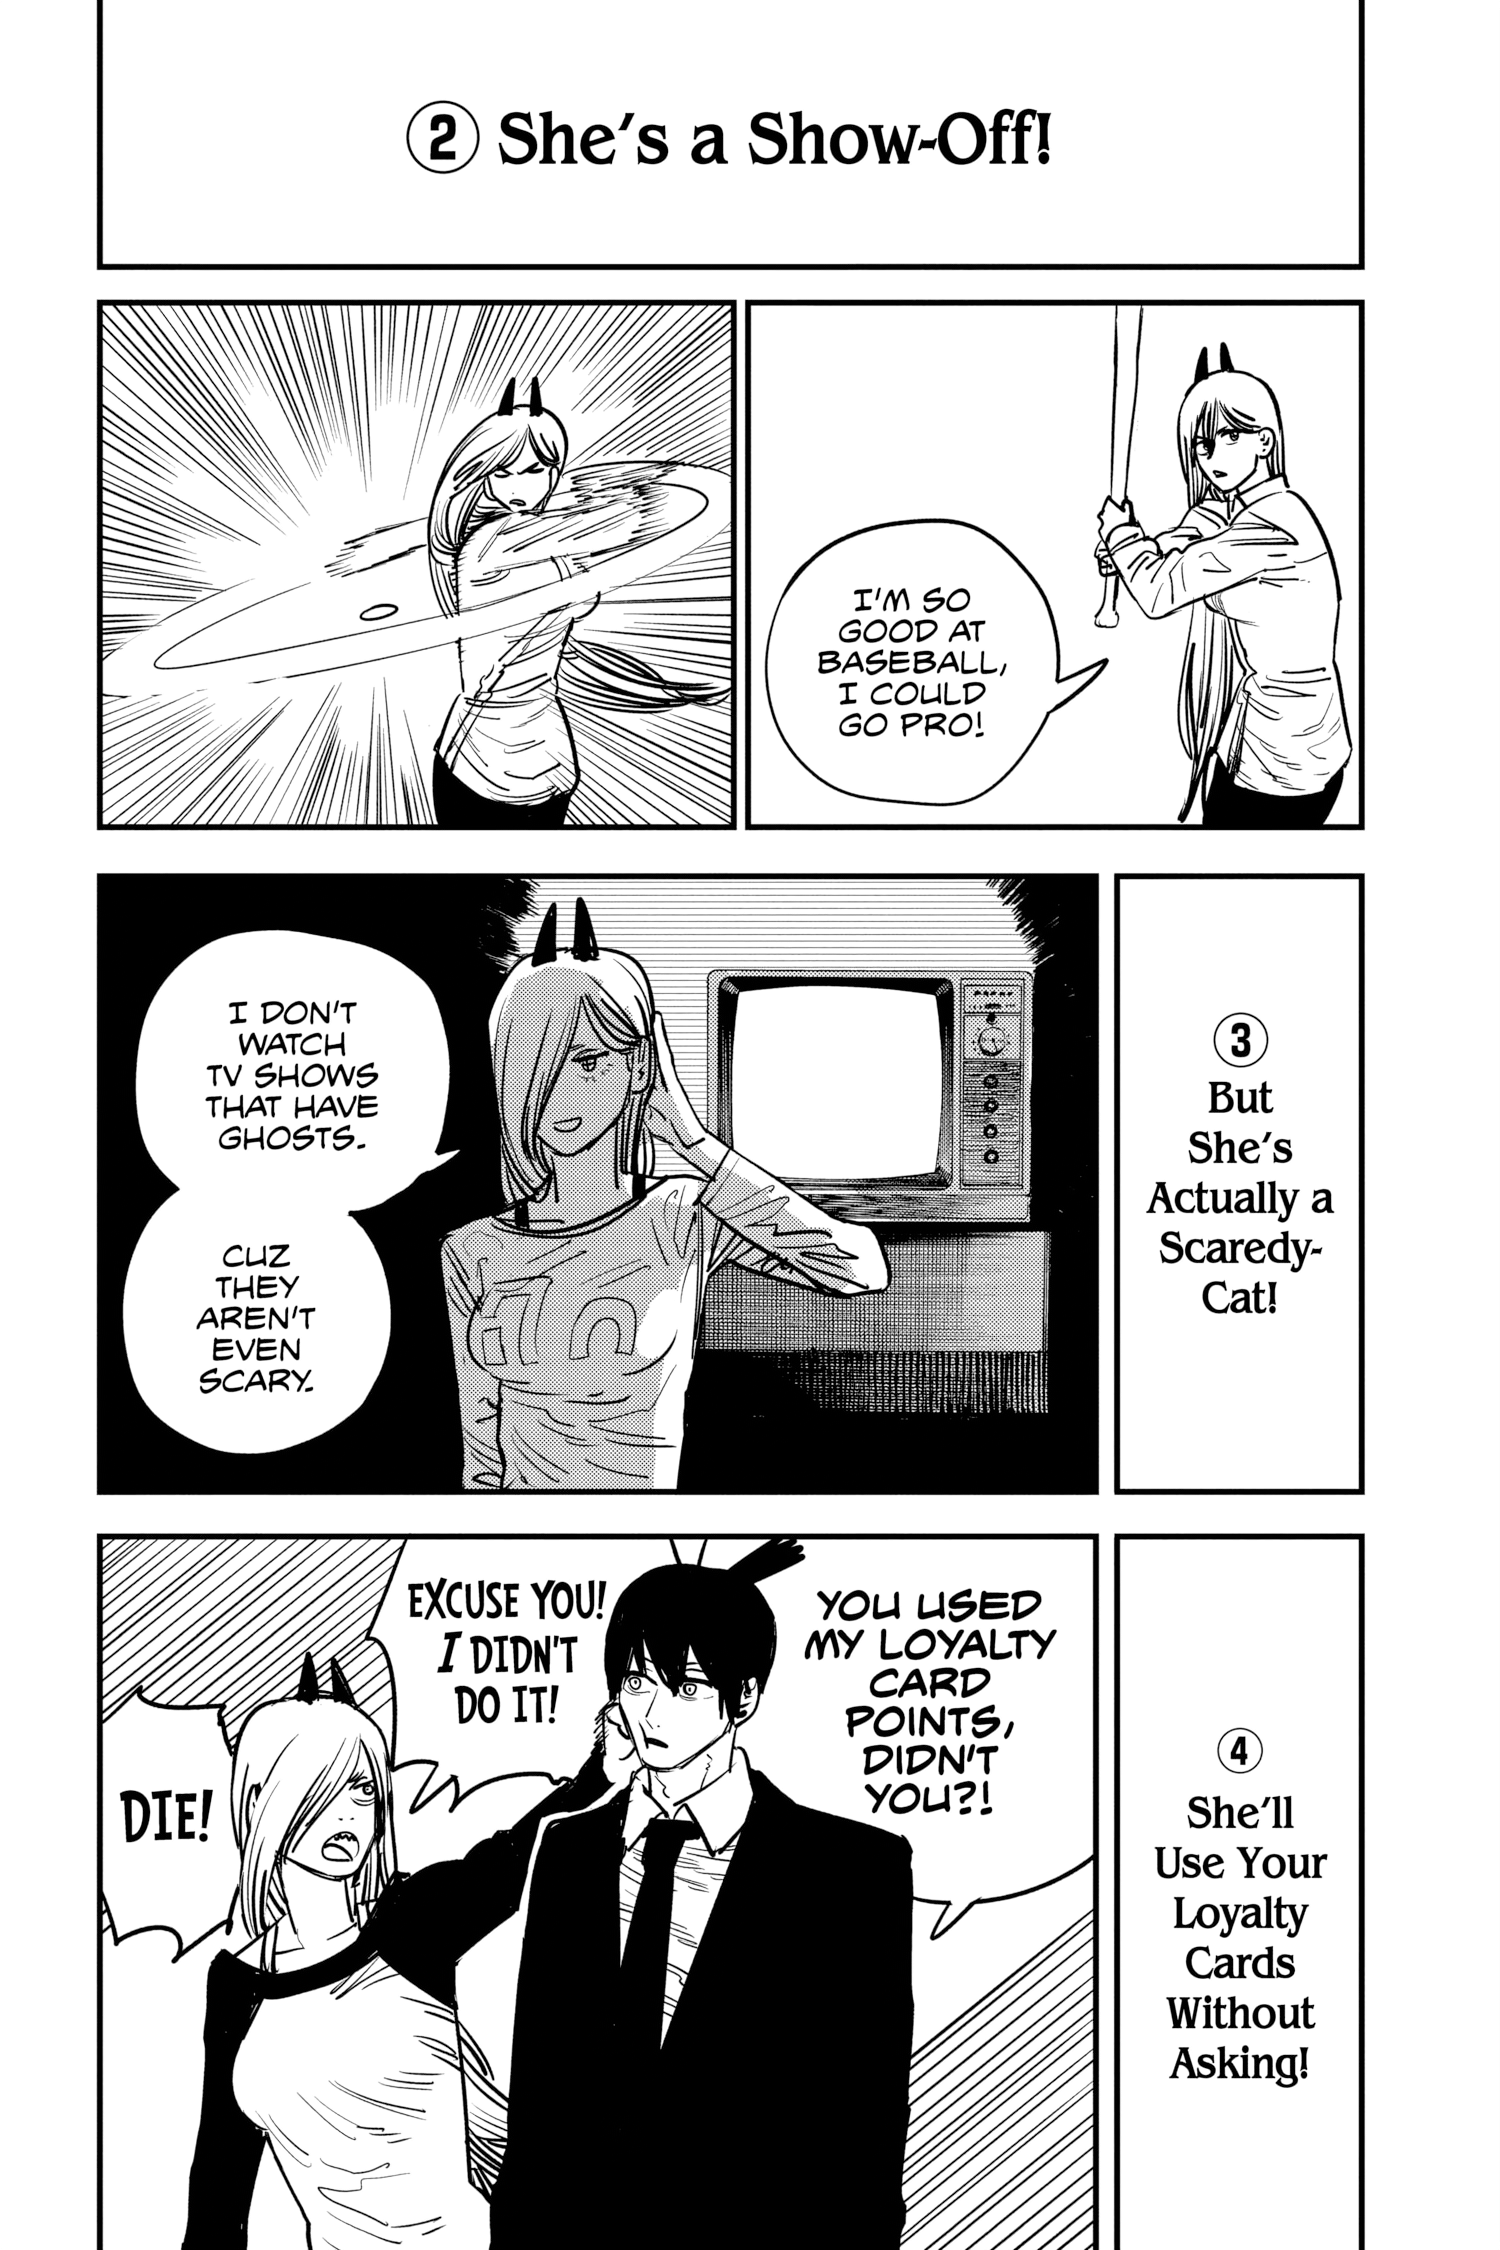 ② She's a Show-Off!
I'M SO
GOOD AT
BASEBALL,
I COULD
GO PRO!
③
But
She's
Actually a
Scaredy-
Cat!
I DON'T
WATCH
TV SHOWS
THAT HAVE
GHOSTS.
CUZ
THEY
AREN'T
EVEN
SCARY.
④
She'll
Use Your
Loyalty
Cards
Without
Asking!
YOU USED
MY LOYALTY
CARD
POINTS,
DIDN'T
YOU?!
EXCUSE YOU!
I DIDN'T
DO IT!
DIE!